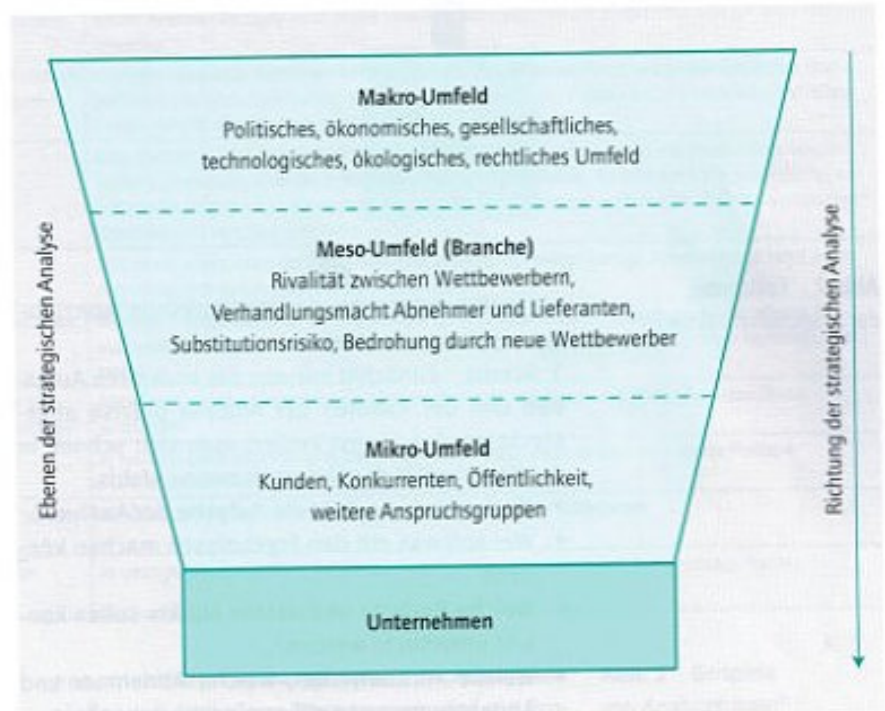 Makro-Umfeld
Politisches, ökonomisches, gesellschaftliches,
technologisches, ökologisches, rechtliches Umfeld
Meso-Umfeld (Branche)
Rivalität zwischen Wettbewerbern,
Verhandlungsmacht Abnehmer und Lieferanten,
Substitutionsrisiko, Bedrohung durch neue Wettbewerber
Mikro-Umfeld
Kunden, Konkurrenten, Öffentlichkeit,
weitere Anspruchsgruppen
Unternehmen
Ebenen der strategischen Analyse
Richtung der strategischen Analyse